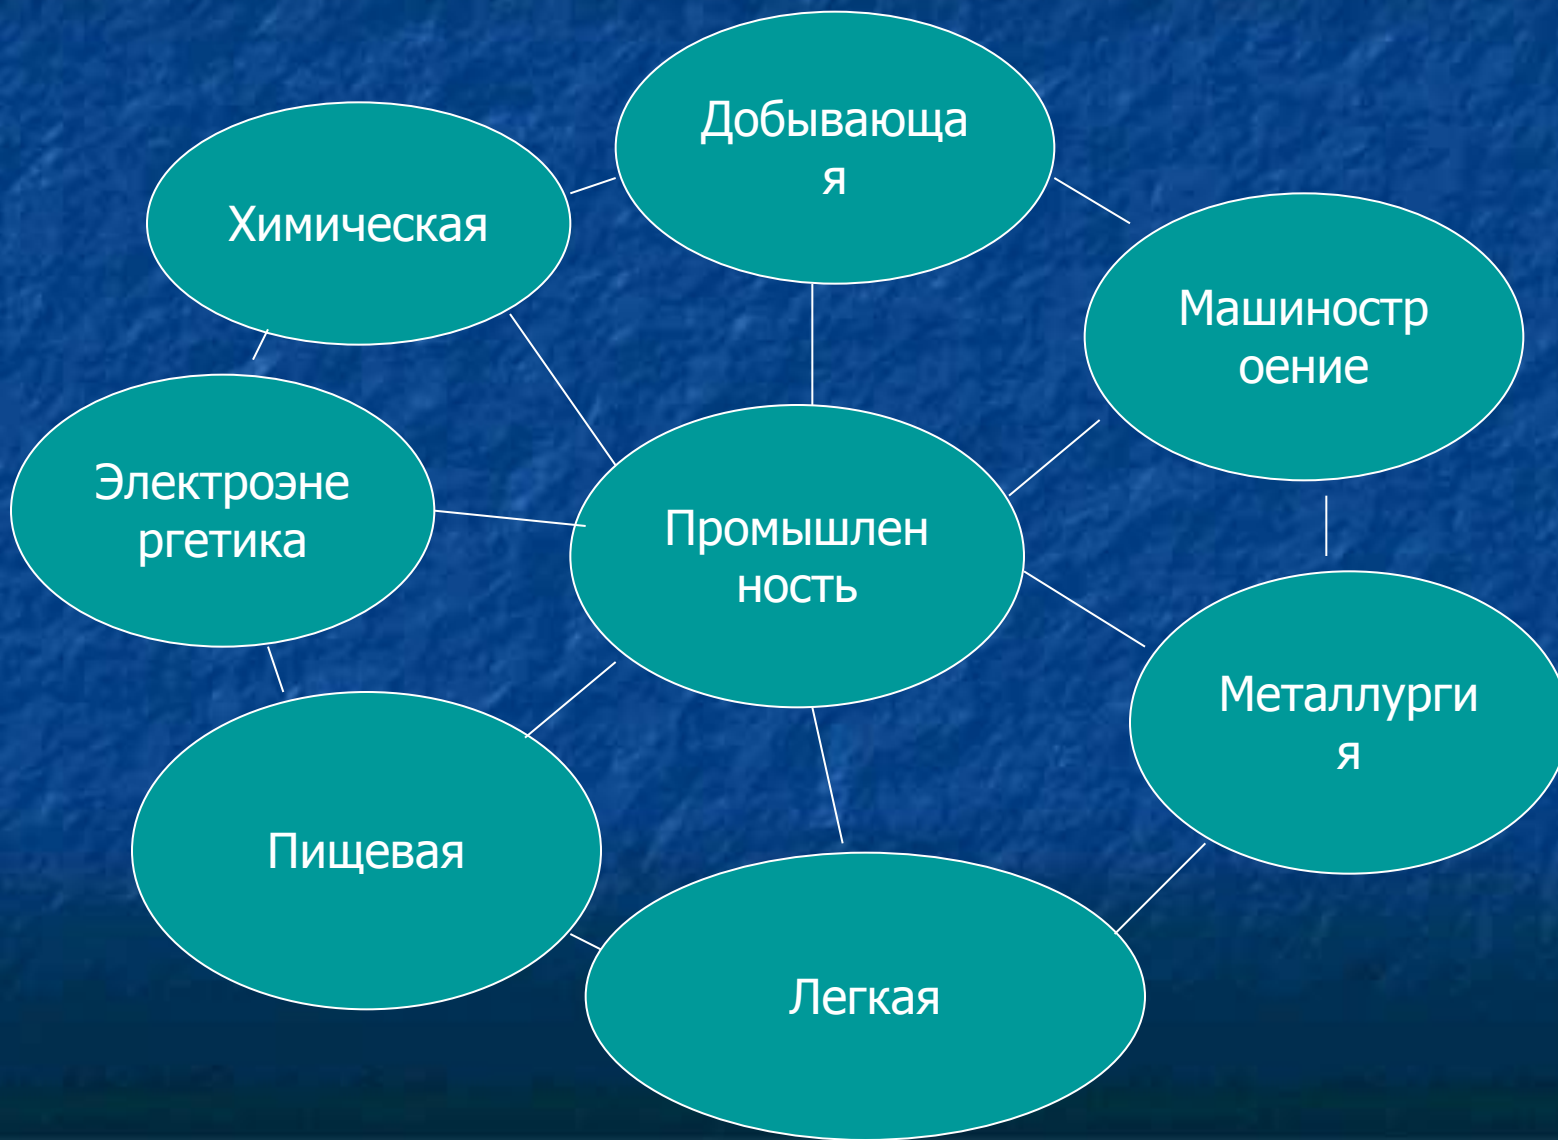 Добывающа
я
Химическая
Машиностр
оение
Электроэне
ргетика
Промышлен
ность
Металлурги
я
Пищевая
Легкая